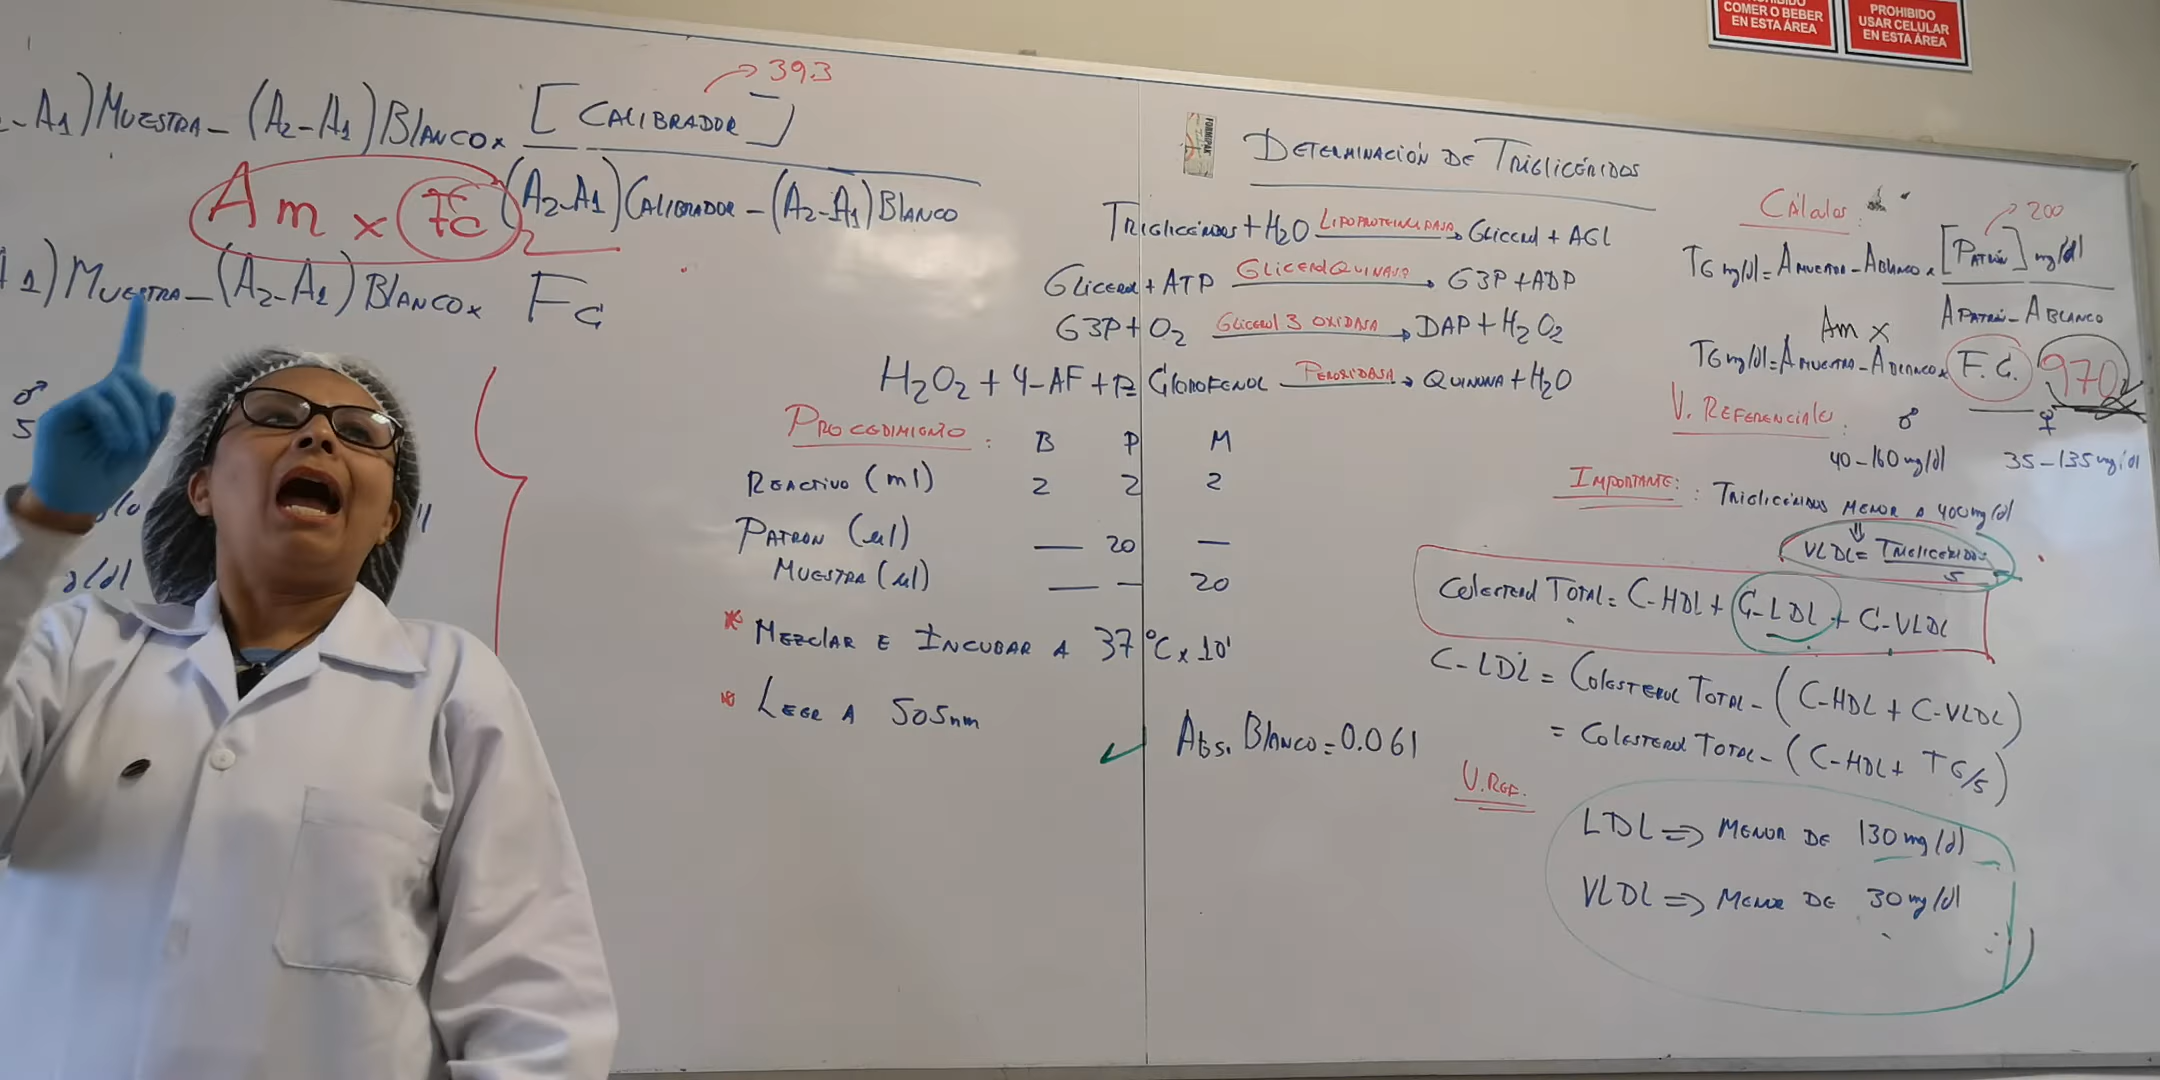 COMER O BEBER
EN ESTA ÁREA
PROHIBIDO
USAR CELULAR
EN ESTA ÁREA
39.3
A1) MUESTRA - (A2-A1) BLANCO x [CALIBRADOR]
(A2-A1) CALIBRADOR - (A2-A1) BLANCO
Am x FC
1) MUESTRA - (A2-A1) BLANCO x Fc
♂
5
g/dl
FORMUPAK
DETERMINACIÓN DE TRIGLICÉRIDOS
TRIGLICÉRIDOS + H2O LIPOPROTEINLIPASA → GLICEROL + AGL
GLICEROL + ATP GLICEROLQUINASA → G3P + ADP
G3P + O2 GLICEROL 3 OXIDASA → DAP + H2O2
H2O2 + 4-AF + P CLOROFENOL PEROXIDASA → QUINONA + H2O
PROCEDIMIENTO : B P M
REACTIVO (ml) 2 2 2
PATRON (µl) — 20 —
MUESTRA (µl) — — 20
* MEZCLAR E INCUBAR A 37°C x 10'
* LEER A 505nm
Abs. BLANCO = 0.061
CÁLCULOS :
200
TG mg/dl = A MUESTRA - A BLANCO x [PATRÓN] mg/dl
A PATRÓN - A BLANCO
Am x
TG mg/dl = A MUESTRA - A BLANCO x F.C. 970
V. REFERENCIALES : ♂ ♀
40-160 mg/dl 35-135 mg/dl
IMPORTANTE: : TRIGLICÉRIDOS MENOR A 400 mg/dl
⇓
VLDL = TRIGLICÉRIDOS
5
COLESTEROL TOTAL = C-HDL + C-LDL + C-VLDL
C-LDL = COLESTEROL TOTAL - (C-HDL + C-VLDL)
= COLESTEROL TOTAL - (C-HDL + TG/5)
V. REF.
LDL ⇒ MENOR DE 130 mg/dl
VLDL ⇒ MENOR DE 30 mg/dl